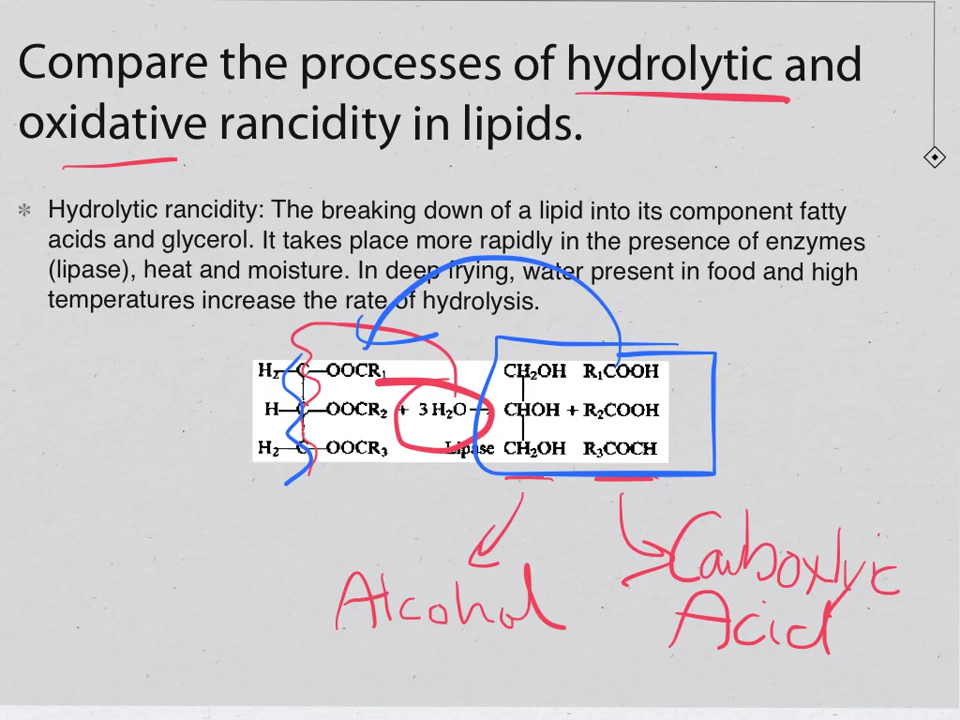 Compare the processes of hydrolytic and
oxidative rancidity in lipids.
✻ Hydrolytic rancidity: The breaking down of a lipid into its component fatty
acids and glycerol. It takes place more rapidly in the presence of enzymes
(lipase), heat and moisture. In deep frying, water present in food and high
temperatures increase the rate of hydrolysis.
H₂—C—OOCR₁ CH₂OH R₁COOH
H—C—OOCR₂ + 3 H₂O → CHOH + R₂COOH
H₂—C—OOCR₃ Lipase CH₂OH R₃COCH
Alcohol
Carboxlyic
Acid